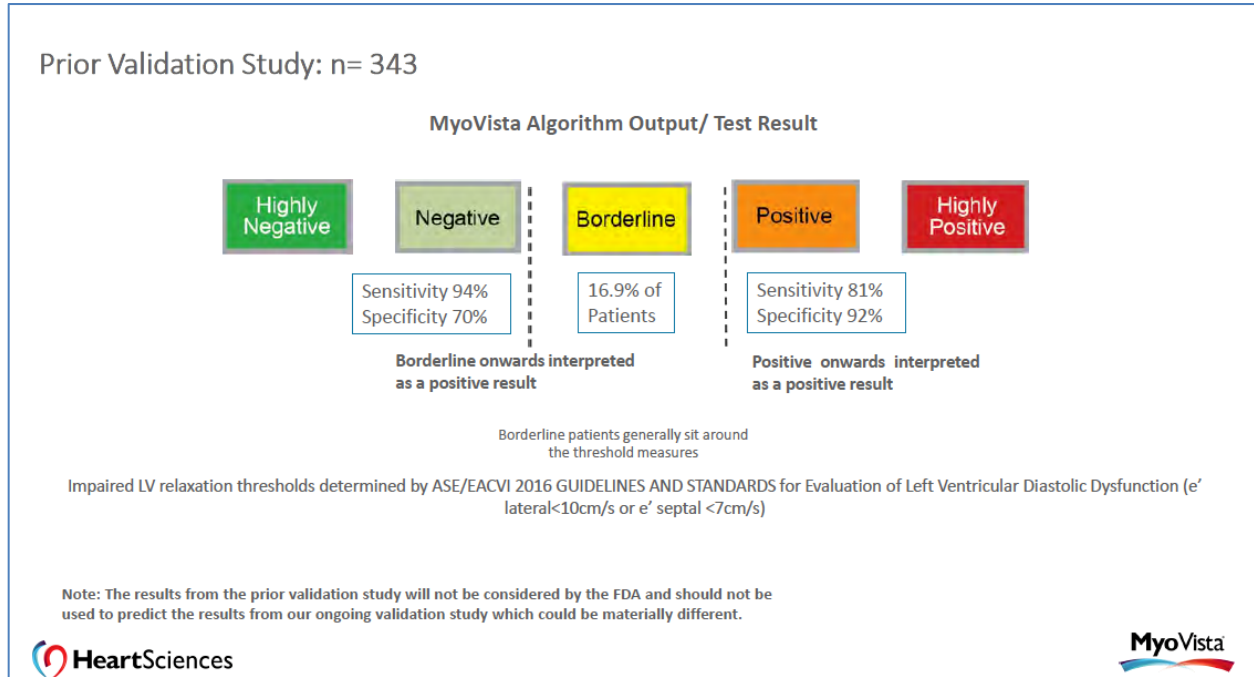 Prior Validation Study: n= 343
MyoVista Algorithm Output/ Test Result
Highly
Negative
Negative
Borderline
Positive
Highly
Positive
Sensitivity 94%
Specificity 70%
16.9% of
Patients
Sensitivity 81%
Specificity 92%
Borderline onwards interpreted
as a positive result
Positive onwards interpreted
as a positive result
Borderline patients generally sit around
the threshold measures
Impaired LV relaxation thresholds determined by ASE/EACVI 2016 GUIDELINES AND STANDARDS for Evaluation of Left Ventricular Diastolic Dysfunction (e’
lateral<10cm/s or e’ septal <7cm/s)
Note: The results from the prior validation study will not be considered by the FDA and should not be
used to predict the results from our ongoing validation study which could be materially different.
HeartSciences
MyoVista